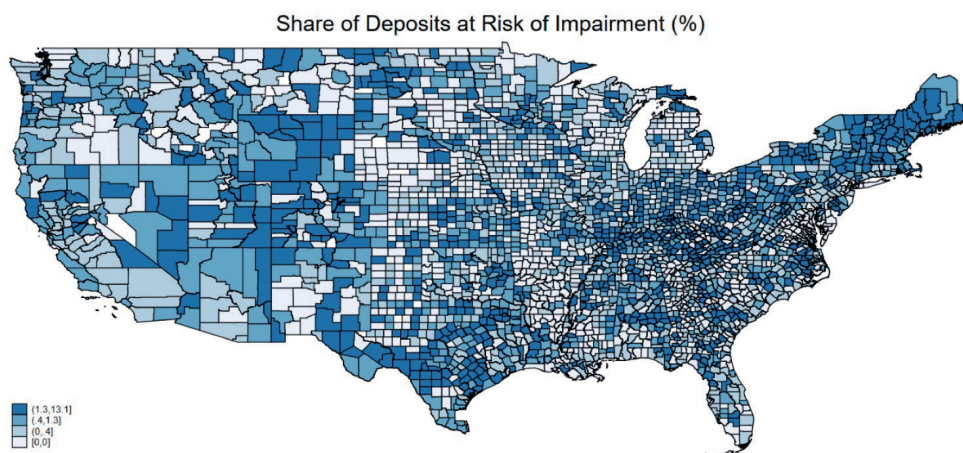 Share of Deposits at Risk of Impairment (%)
(1.3,13.1]
(.4,1.3]
(0,.4]
[0,0]